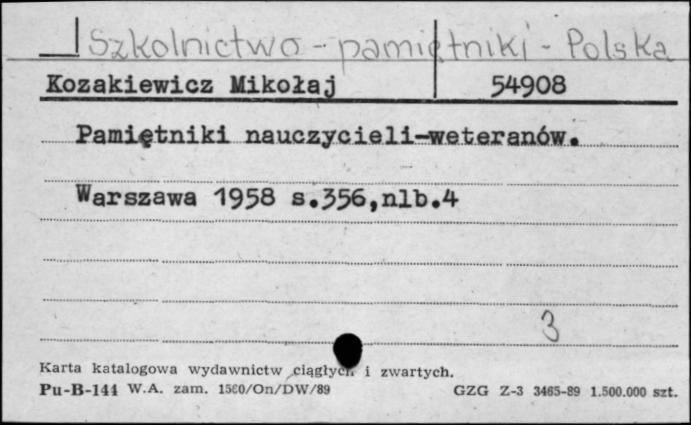 Szkolnictwo - pamiętniki - Polska
Kozakiewicz Mikołaj 54908
Pamiętniki nauczycieli-weteranów.
Warszawa 1958 s.356,nlb.4
3
Karta katalogowa wydawnictw ciągłych i zwartych.
Pu-B-144 W.A. zam. 1560/On/DW/89 GZG Z-3 3465-89 1.500.000 szt.